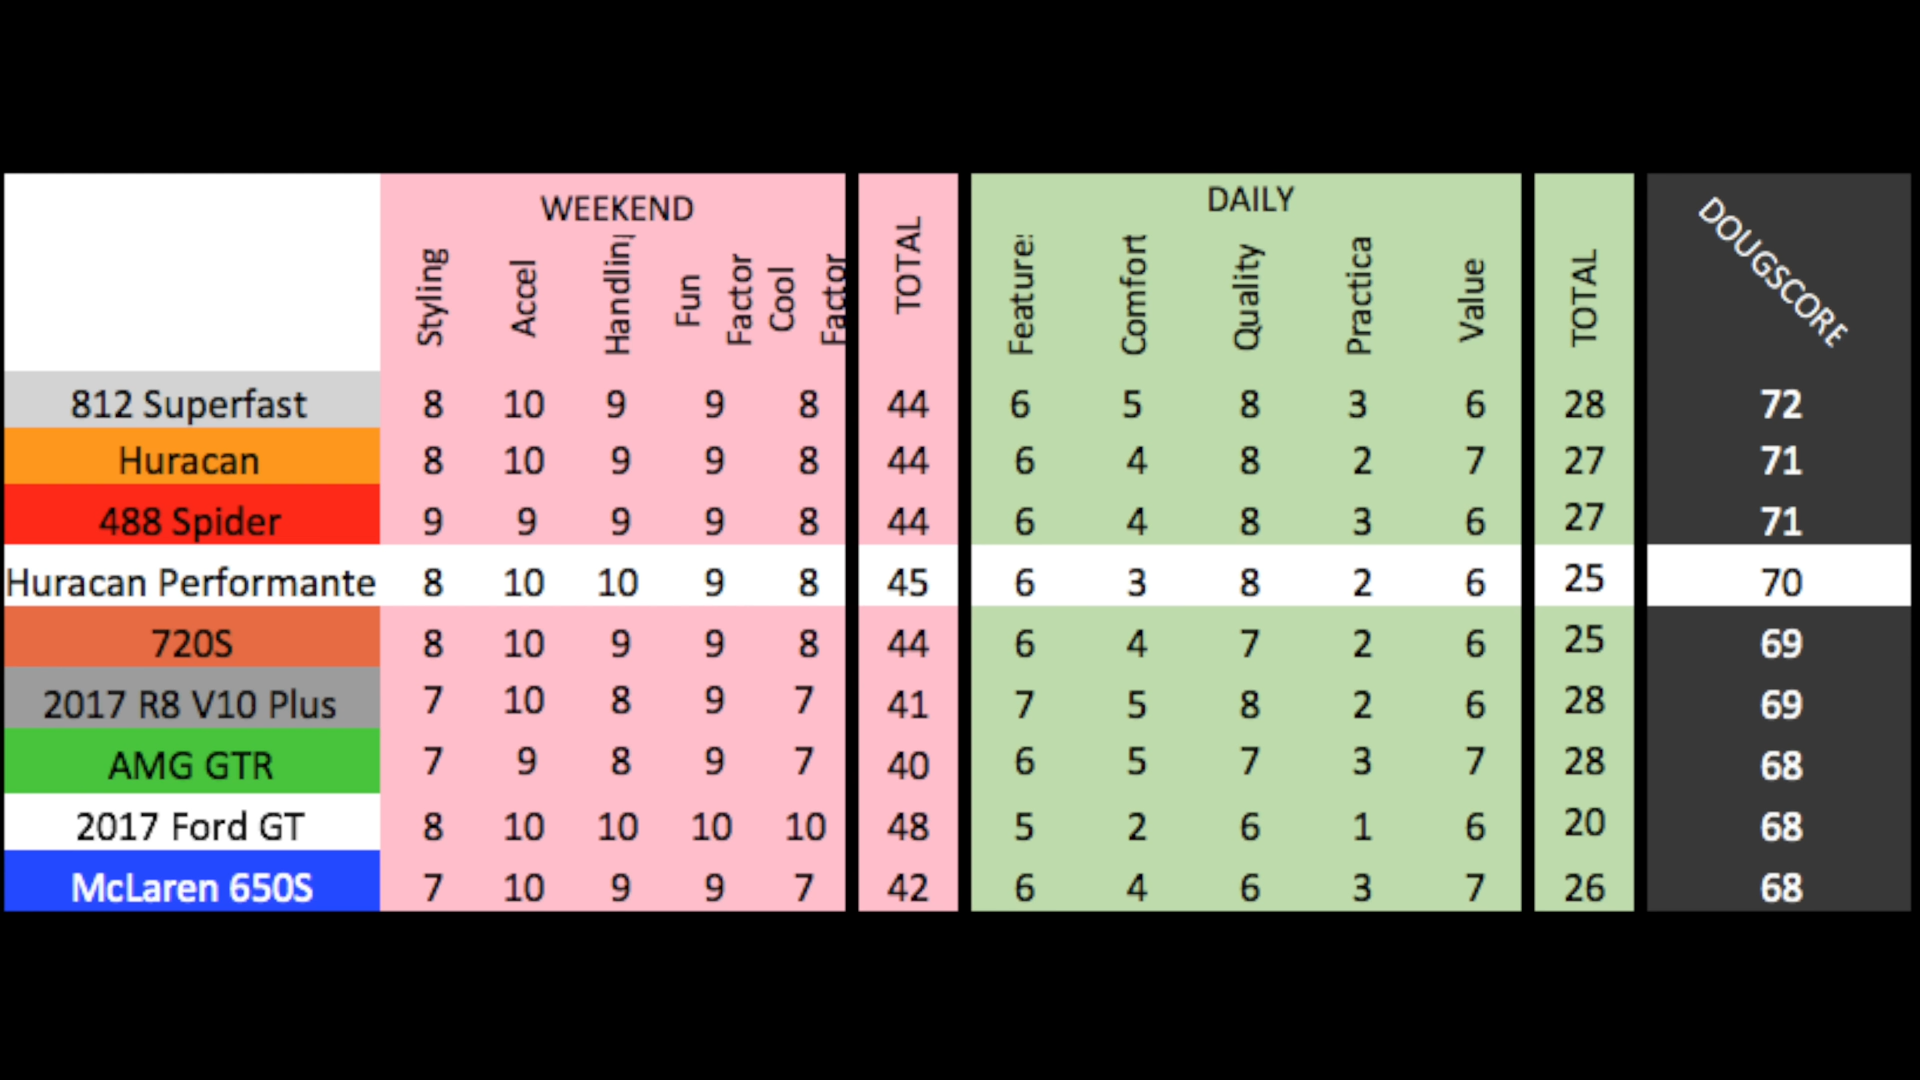 WEEKEND DAILY
Styling Accel Handling Fun Factor Cool Factor TOTAL Feature: Comfort Quality Practica Value TOTAL DOUGSCORE
812 Superfast 8 10 9 9 8 44 6 5 8 3 6 28 72
Huracan 8 10 9 9 8 44 6 4 8 2 7 27 71
488 Spider 9 9 9 9 8 44 6 4 8 3 6 27 71
Huracan Performante 8 10 10 9 8 45 6 3 8 2 6 25 70
720S 8 10 9 9 8 44 6 4 7 2 6 25 69
2017 R8 V10 Plus 7 10 8 9 7 41 7 5 8 2 6 28 69
AMG GTR 7 9 8 9 7 40 6 5 7 3 7 28 68
2017 Ford GT 8 10 10 10 10 48 5 2 6 1 6 20 68
McLaren 650S 7 10 9 9 7 42 6 4 6 3 7 26 68